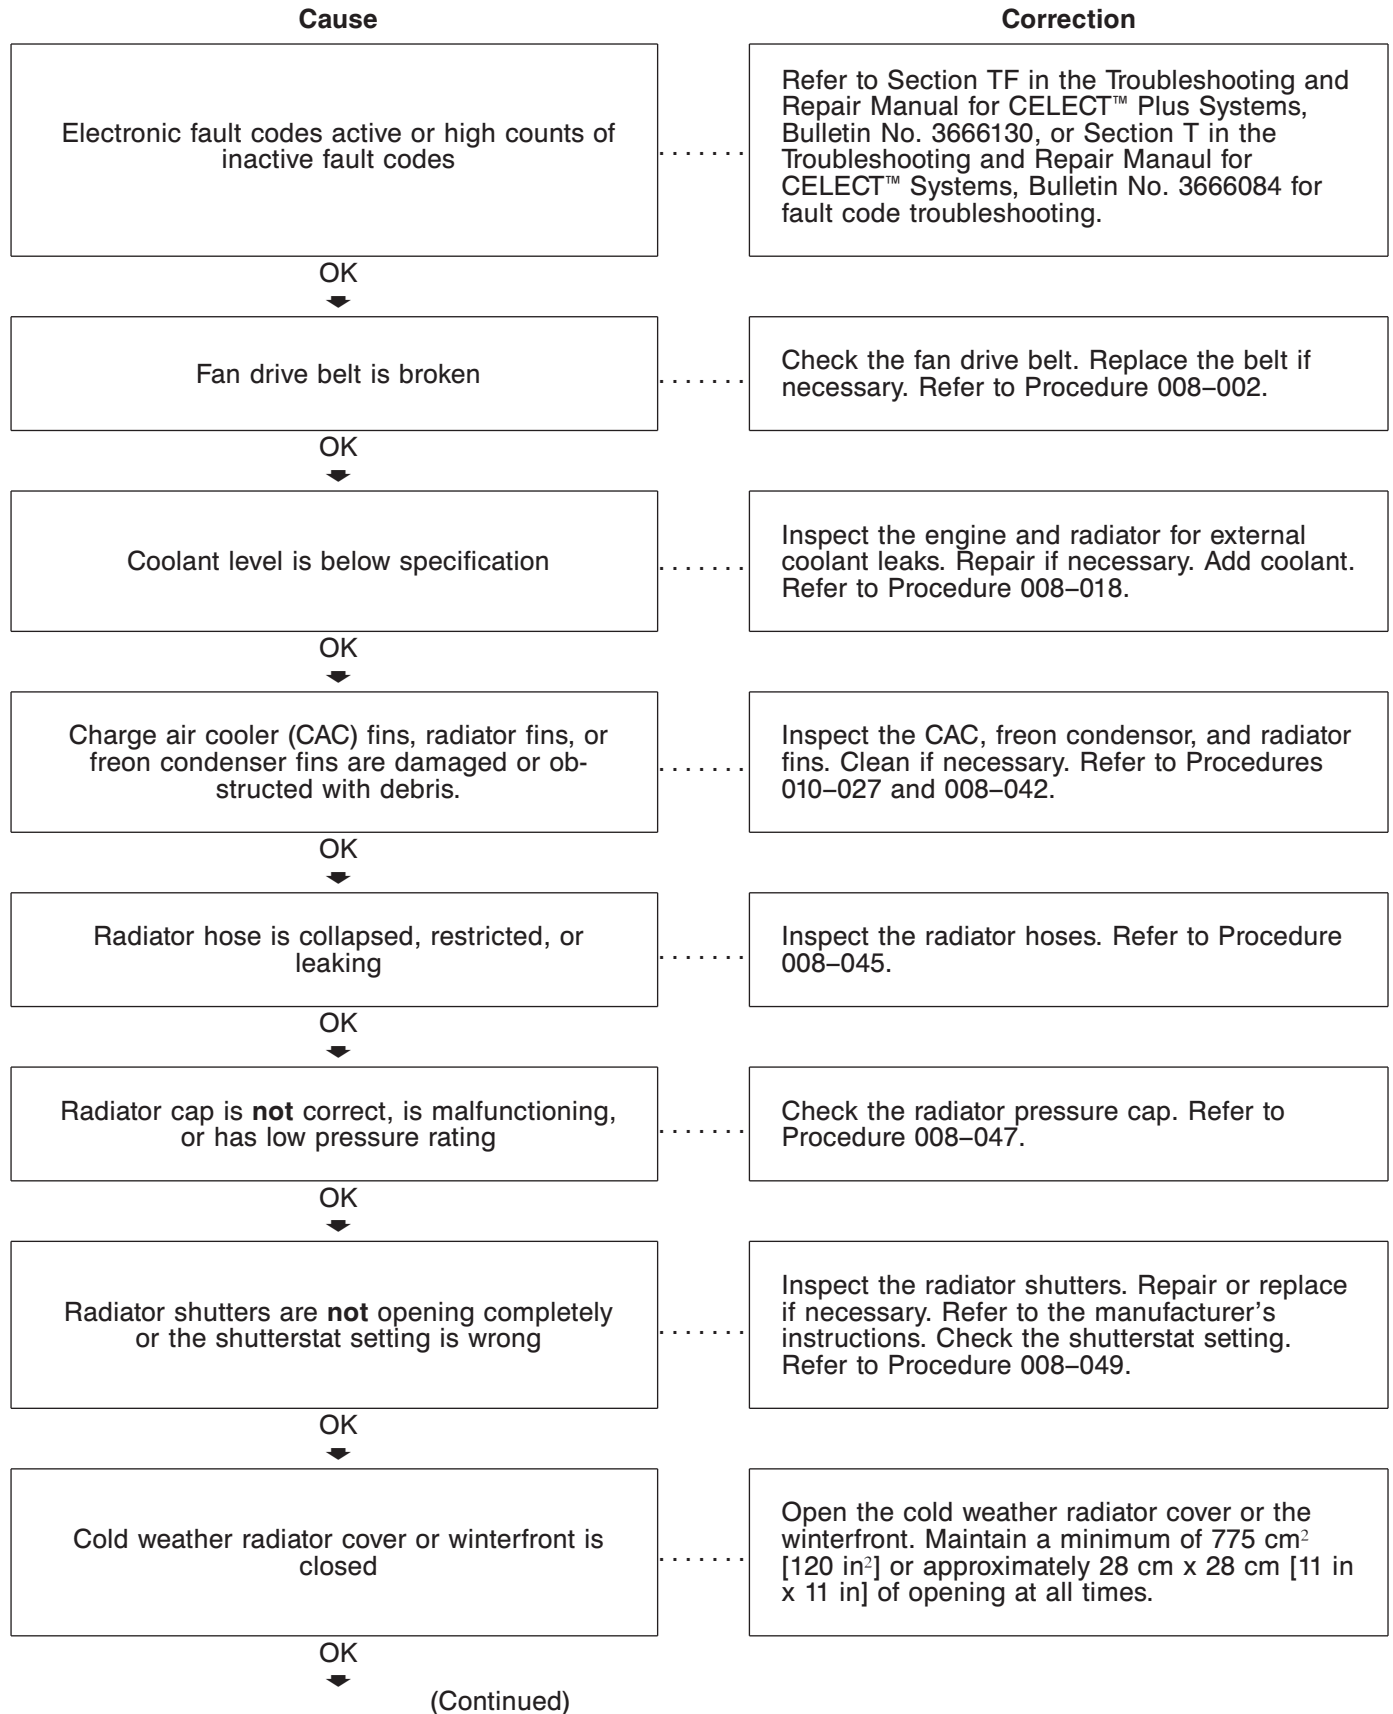 Cause
Correction
Electronic fault codes active or high counts of
inactive fault codes
. . . . . . .
Refer to Section TF in the Troubleshooting and
Repair Manual for CELECT™ Plus Systems,
Bulletin No. 3666130, or Section T in the
Troubleshooting and Repair Manaul for
CELECT™ Systems, Bulletin No. 3666084 for
fault code troubleshooting.
OK
Fan drive belt is broken
. . . . . . .
Check the fan drive belt. Replace the belt if
necessary. Refer to Procedure 008–002.
OK
Coolant level is below specification
. . . . . . .
Inspect the engine and radiator for external
coolant leaks. Repair if necessary. Add coolant.
Refer to Procedure 008–018.
OK
Charge air cooler (CAC) fins, radiator fins, or
freon condenser fins are damaged or ob-
structed with debris.
. . . . . . .
Inspect the CAC, freon condensor, and radiator
fins. Clean if necessary. Refer to Procedures
010–027 and 008–042.
OK
Radiator hose is collapsed, restricted, or
leaking
. . . . . . .
Inspect the radiator hoses. Refer to Procedure
008–045.
OK
Radiator cap is not correct, is malfunctioning,
or has low pressure rating
. . . . . . .
Check the radiator pressure cap. Refer to
Procedure 008–047.
OK
Radiator shutters are not opening completely
or the shutterstat setting is wrong
. . . . . . .
Inspect the radiator shutters. Repair or replace
if necessary. Refer to the manufacturer's
instructions. Check the shutterstat setting.
Refer to Procedure 008–049.
OK
Cold weather radiator cover or winterfront is
closed
. . . . . . .
Open the cold weather radiator cover or the
winterfront. Maintain a minimum of 775 cm²
[120 in²] or approximately 28 cm x 28 cm [11 in
x 11 in] of opening at all times.
OK
(Continued)